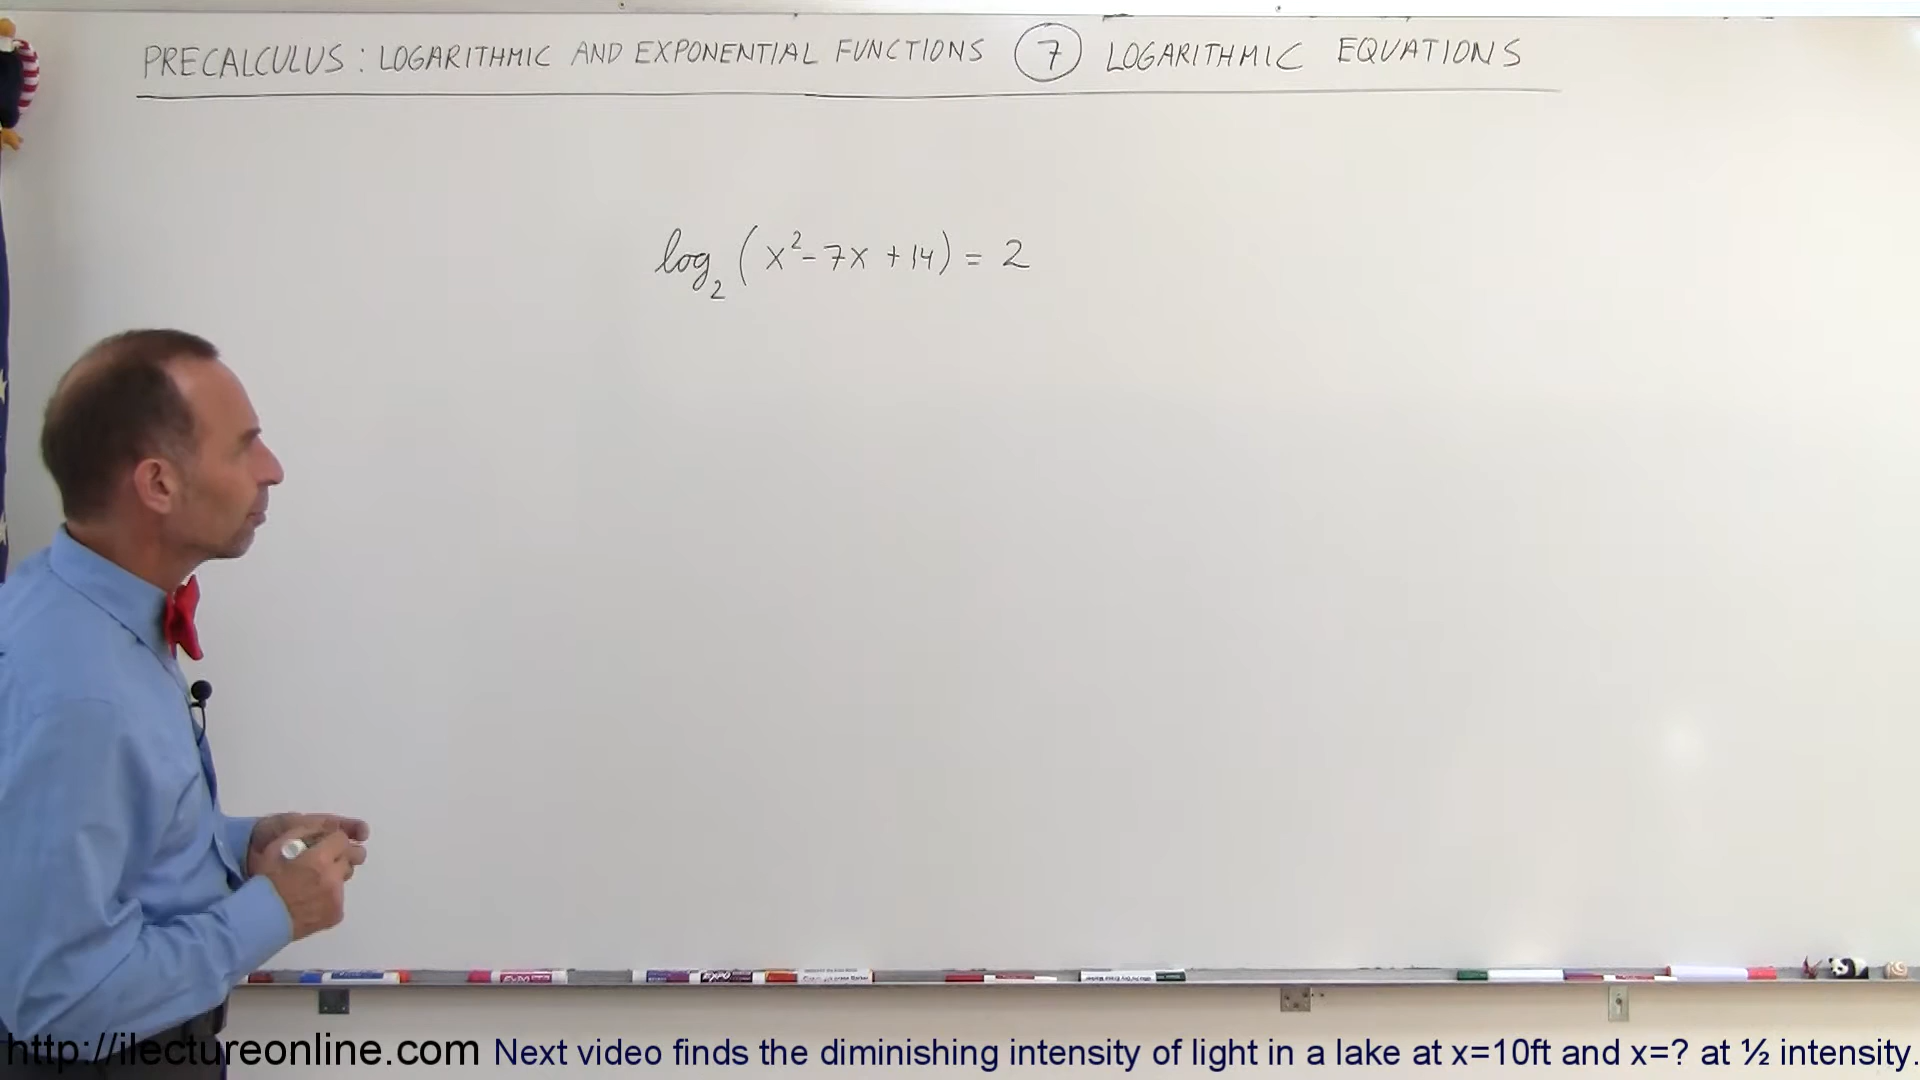 PRECALCULUS: LOGARITHMIC AND EXPONENTIAL FUNCTIONS 7 LOGARITHMIC EQUATIONS
log₂(x²-7x+14)=2
EXPO
http://ilectureonline.com Next video finds the diminishing intensity of light in a lake at x=10ft and x=? at ½ intensity.